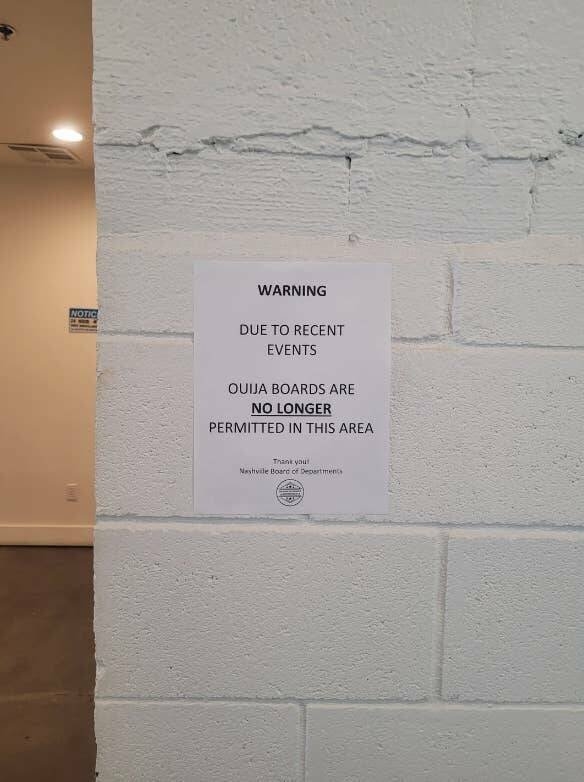 WARNING
DUE TO RECENT
EVENTS
OUIJA BOARDS ARE
NO LONGER
PERMITTED IN THIS AREA
Thank you!
Nashville Board of Departments
NOTIC